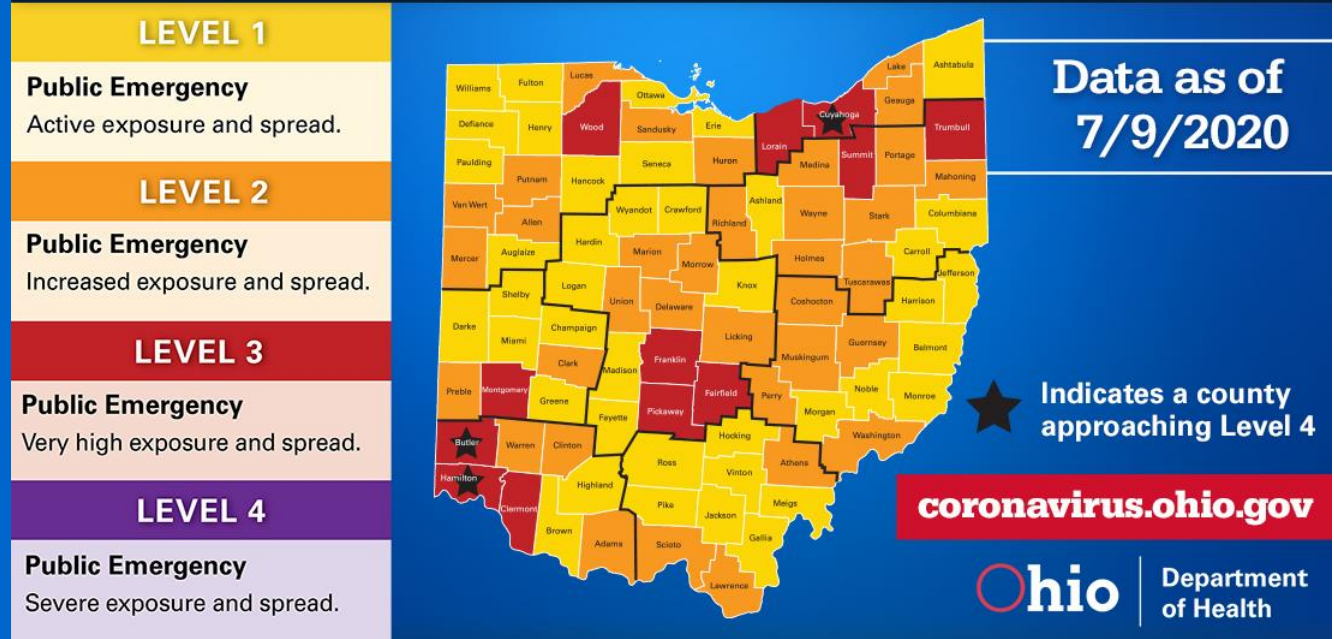 LEVEL 1
Public Emergency
Active exposure and spread.
LEVEL 2
Public Emergency
Increased exposure and spread.
LEVEL 3
Public Emergency
Very high exposure and spread.
LEVEL 4
Public Emergency
Severe exposure and spread.
Williams
Fulton
Lucas
Ottawa
Lake
Ashtabula
Defiance
Henry
Wood
Sandusky
Erie
Lorain
Cuyahoga
Geauga
Trumbull
Paulding
Putnam
Hancock
Seneca
Huron
Medina
Summit
Portage
Mahoning
Van Wert
Allen
Wyandot
Crawford
Richland
Ashland
Wayne
Stark
Columbiana
Mercer
Auglaize
Hardin
Marion
Morrow
Holmes
Carroll
Jefferson
Shelby
Logan
Union
Delaware
Knox
Coshocton
Tuscarawas
Harrison
Darke
Miami
Champaign
Clark
Madison
Franklin
Licking
Muskingum
Guernsey
Belmont
Preble
Montgomery
Greene
Fayette
Pickaway
Fairfield
Perry
Morgan
Noble
Monroe
Butler
Warren
Clinton
Ross
Hocking
Athens
Washington
Hamilton
Clermont
Highland
Pike
Vinton
Meigs
Brown
Adams
Scioto
Jackson
Gallia
Lawrence
Data as of
7/9/2020
Indicates a county
approaching Level 4
coronavirus.ohio.gov
Ohio
Department
of Health